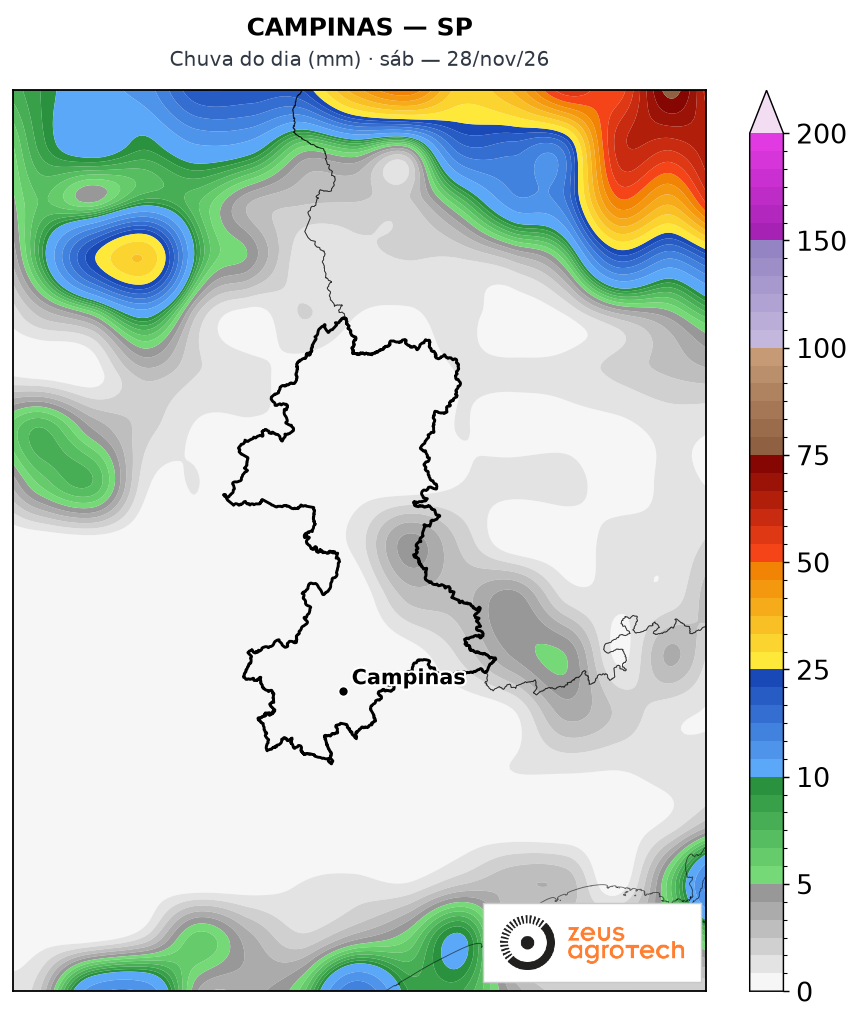 CAMPINAS — SP
Chuva do dia (mm) · sáb — 28/nov/26
200
150
100
75
50
25
10
5
0
Campinas
zeus
agrotech